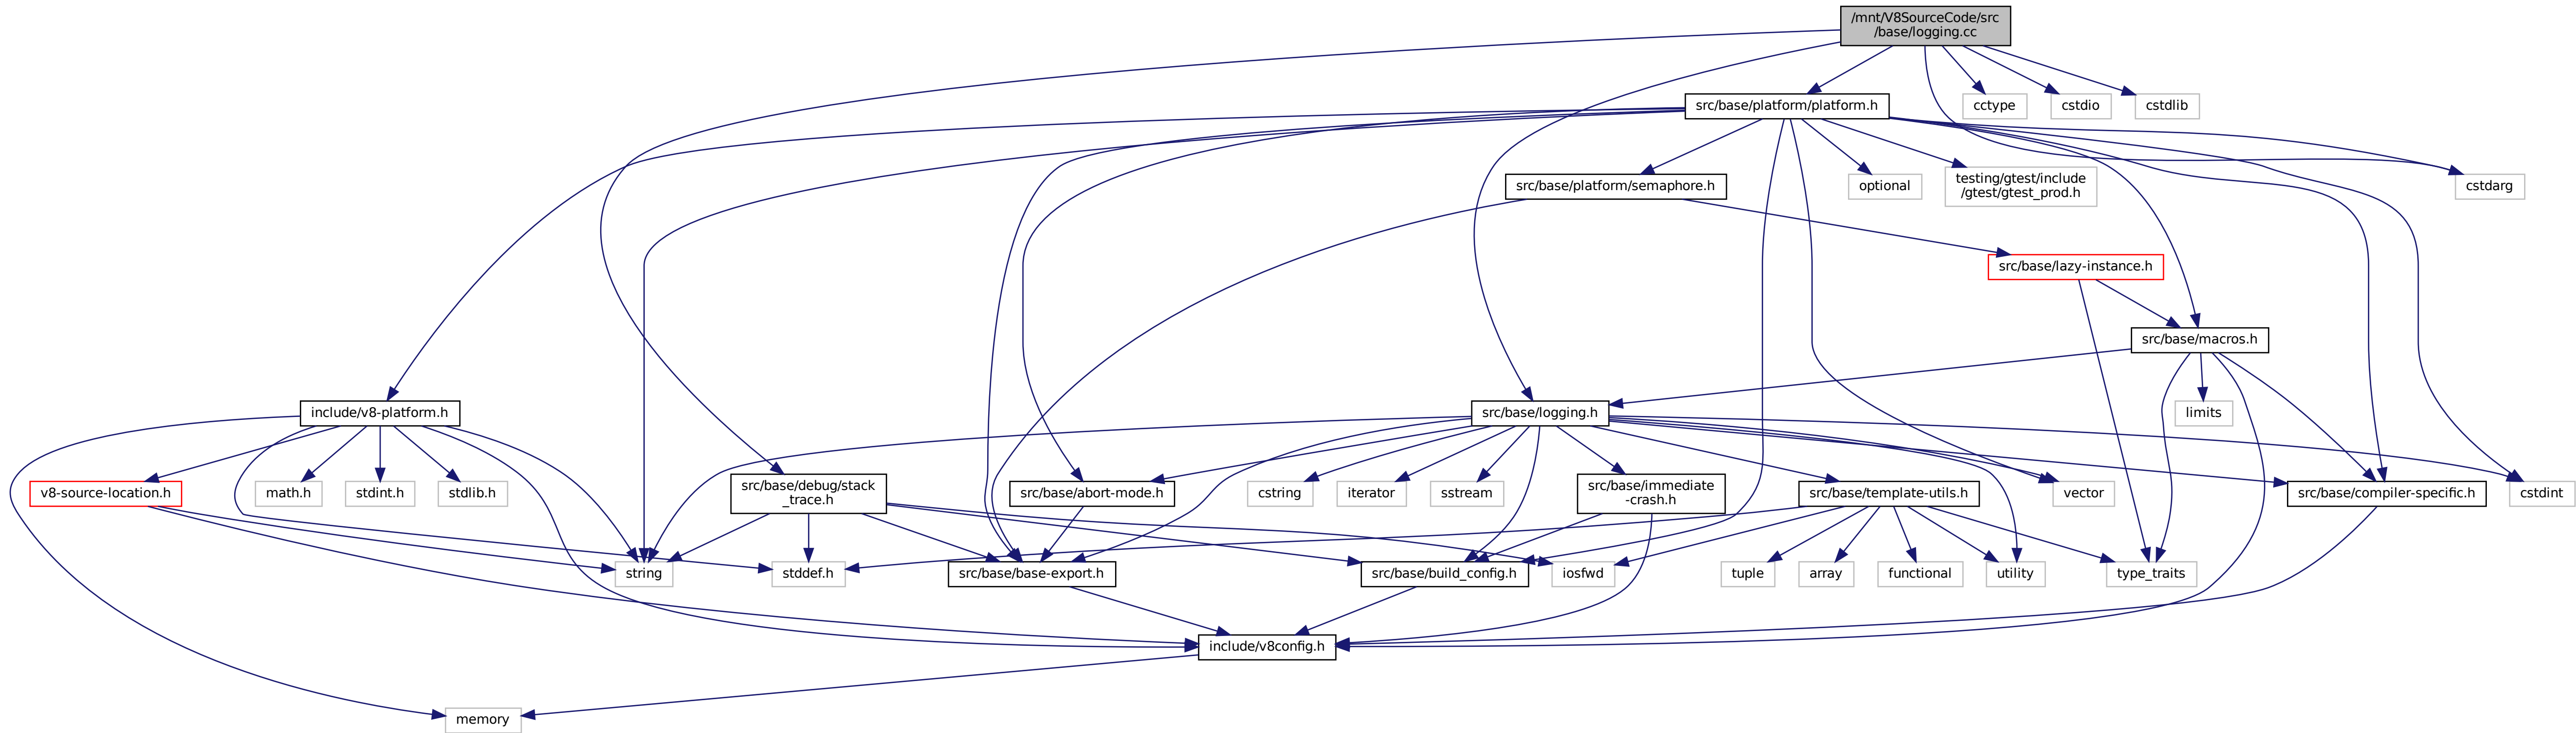 /mnt/V8SourceCode/src
/base/logging.cc
src/base/platform/platform.h
cctype
cstdio
cstdlib
src/base/platform/semaphore.h
optional
testing/gtest/include
/gtest/gtest_prod.h
cstdarg
src/base/lazy-instance.h
src/base/macros.h
include/v8-platform.h
src/base/logging.h
limits
v8-source-location.h
math.h
stdint.h
stdlib.h
src/base/debug/stack
_trace.h
src/base/abort-mode.h
cstring
iterator
sstream
src/base/immediate
-crash.h
src/base/template-utils.h
vector
src/base/compiler-specific.h
cstdint
string
stddef.h
src/base/base-export.h
src/base/build_config.h
iosfwd
tuple
array
functional
utility
type_traits
include/v8config.h
memory